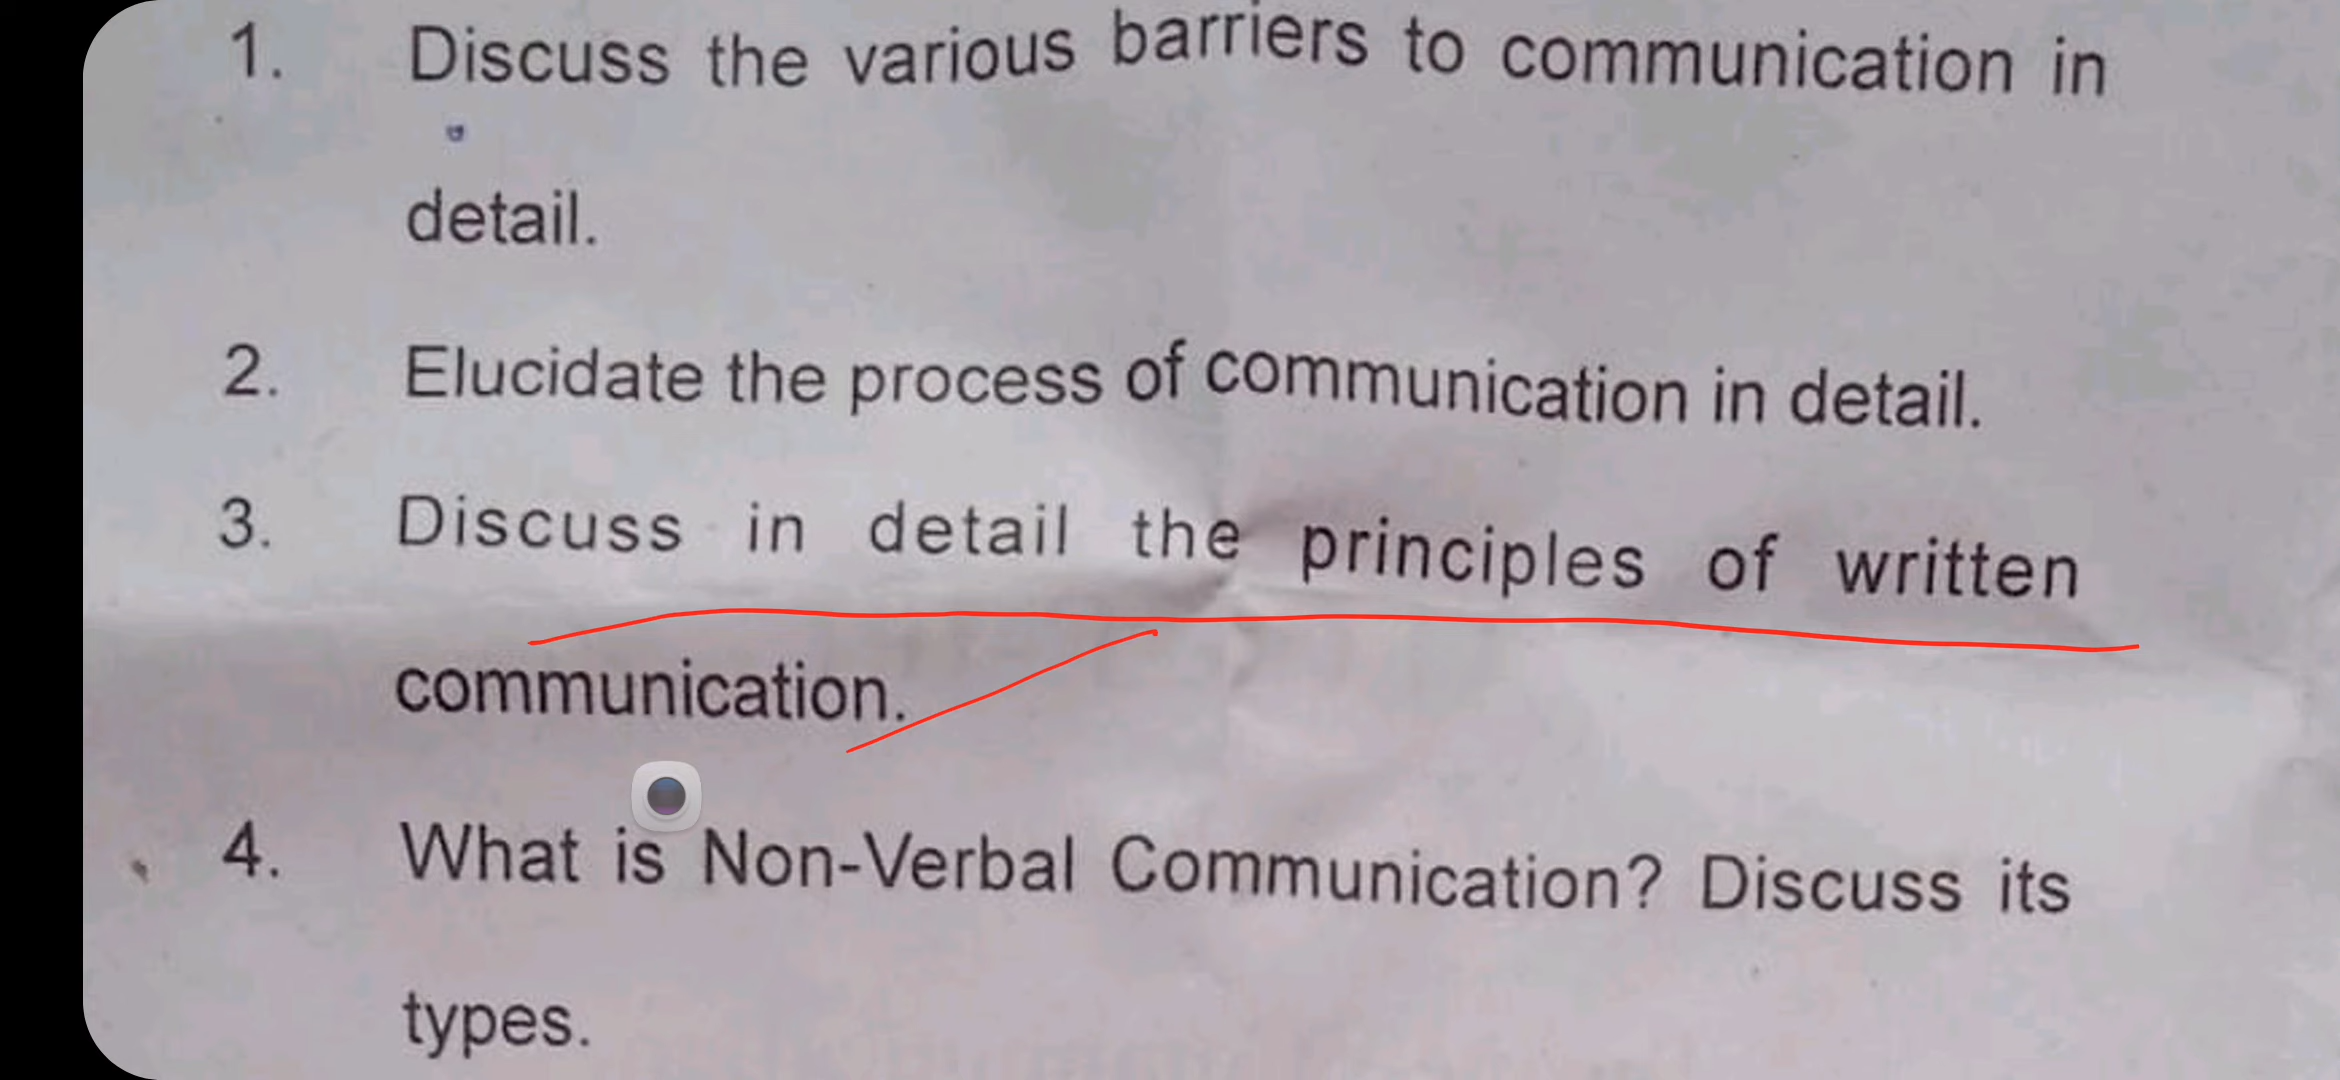 1. Discuss the various barriers to communication in
detail.
2. Elucidate the process of communication in detail.
3. Discuss in detail the principles of written
communication.
4. What is Non-Verbal Communication? Discuss its
types.